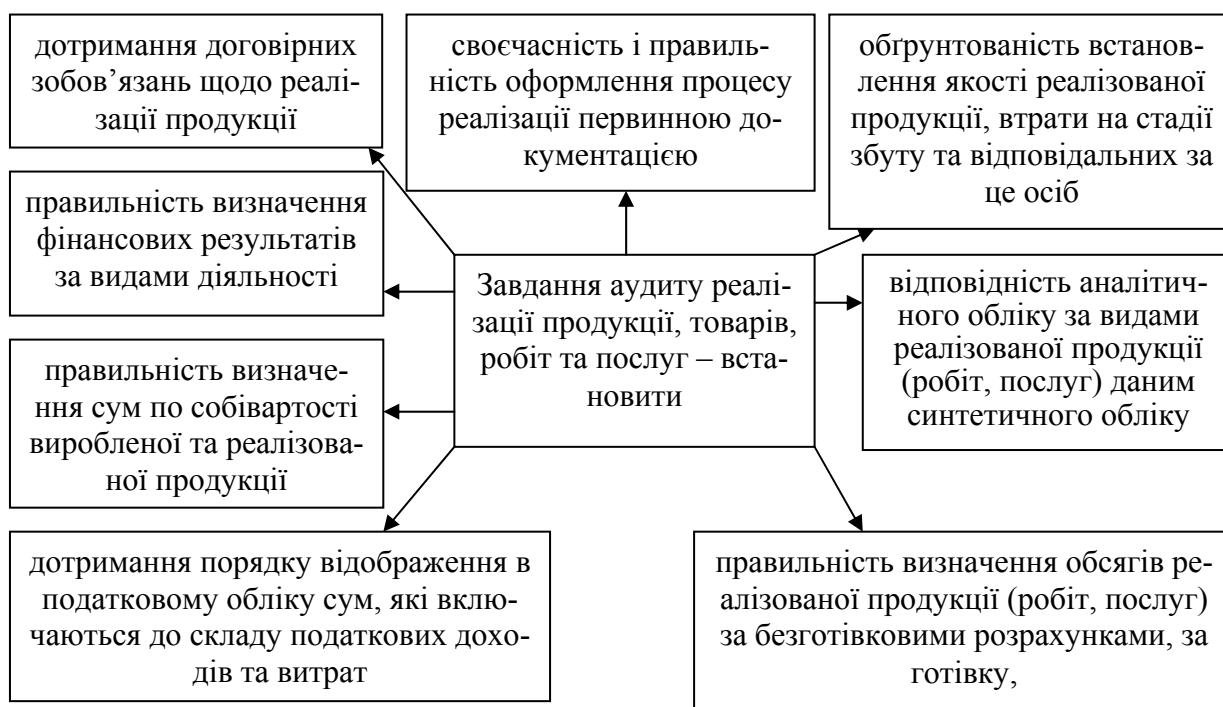 дотримання договірних
зобов’язань щодо реалі-
зації продукції
своєчасність і правиль-
ність оформлення процесу
реалізації первинною до-
кументацією
обґрунтованість встанов-
лення якості реалізованої
продукції, втрати на стадії
збуту та відповідальних за
це осіб
правильність визначення
фінансових результатів
за видами діяльності
Завдання аудиту реалі-
зації продукції, товарів,
робіт та послуг – вста-
новити
відповідність аналітич-
ного обліку за видами
реалізованої продукції
(робіт, послуг) даним
синтетичного обліку
правильність визначе-
ення сум по собівартості
виробленої та реалізова-
ної продукції
дотримання порядку відображення в
податковому обліку сум, які вклю-
чаються до складу податкових дохо-
дів та витрат
правильність визначення обсягів ре-
алізованої продукції (робіт, послуг)
за безготівковими розрахунками, за
готівку,